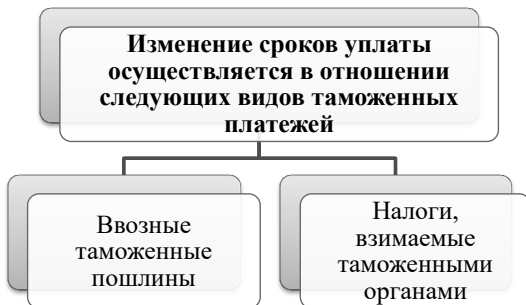 Изменение сроков уплаты
осуществляется в отношении
следующих видов таможенных
платежей
Ввозные
таможенные
пошлины
Налоги,
взимаемые
таможенными
органами